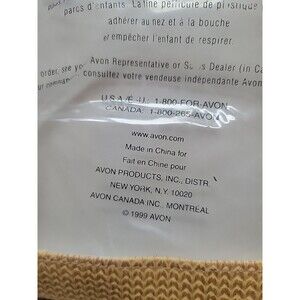 parcs d'enfants. La fine pellicule de plastique
adhérer au nez et à la bouche
et empêcher l'enfant de respirer.
Avon Representative or Sales Dealer (in Ca
consultez votre vendeuse indépendante Avon
U.S.A./É.-U.: 1-800-FOR-AVON
CANADA: 1-800-265-AVON
www.avon.com
Made in China for
Fait en Chine pour
AVON PRODUCTS, INC., DISTR.
NEW YORK, N.Y. 10020
AVON CANADA INC., MONTRÉAL
© 1999 AVON